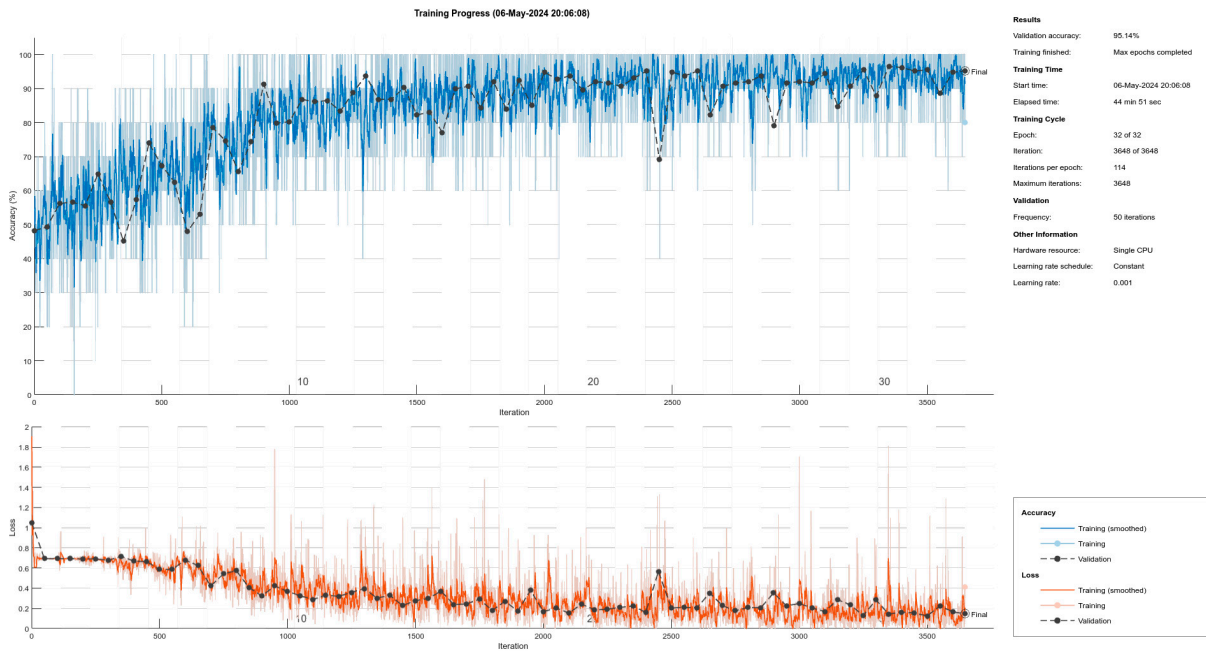 Training Progress (06-May-2024 20:06:08)
100
90
80
70
60
50
40
30
20
10
0
Accuracy (%)
10
20
30
0
500
1000
1500
2000
2500
3000
3500
Iteration
Final
2
1.8
1.6
1.4
1.2
1
0.8
0.6
0.4
0.2
0
Loss
10
2
0
500
1000
1500
2000
2500
3000
3500
Iteration
Final
Results
Validation accuracy: 95.14%
Training finished: Max epochs completed
Training Time
Start time: 06-May-2024 20:06:08
Elapsed time: 44 min 51 sec
Training Cycle
Epoch: 32 of 32
Iteration: 3648 of 3648
Iterations per epoch: 114
Maximum iterations: 3648
Validation
Frequency: 50 iterations
Other Information
Hardware resource: Single CPU
Learning rate schedule: Constant
Learning rate: 0.001
Accuracy
Training (smoothed)
Training
Validation
Loss
Training (smoothed)
Training
Validation